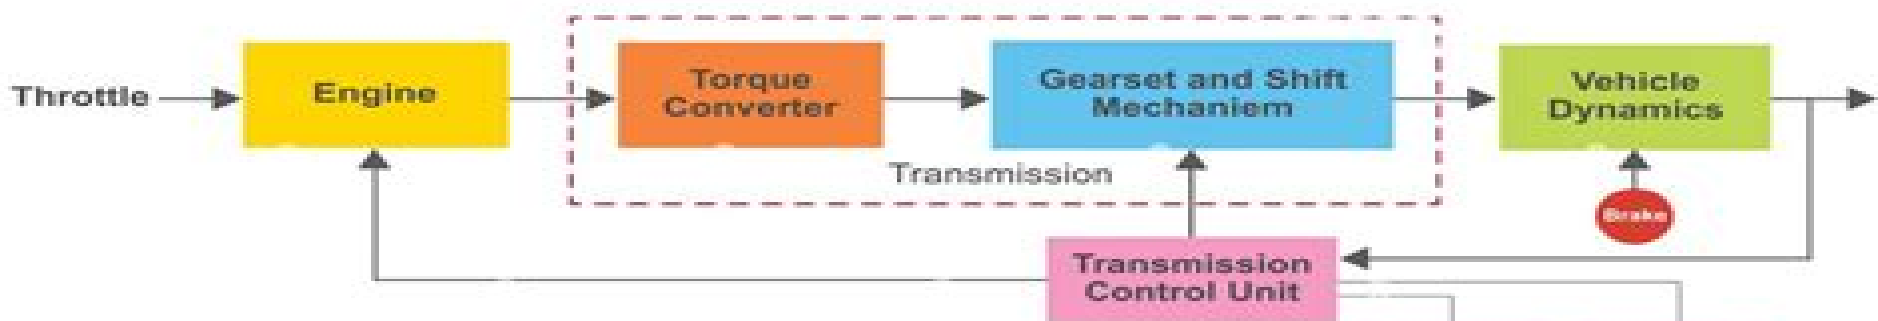 Throttle
Engine
Torque
Converter
Gearset and Shift
Mechaniem
Vehicle
Dynamics
Transmission
Brake
Transmission
Control Unit